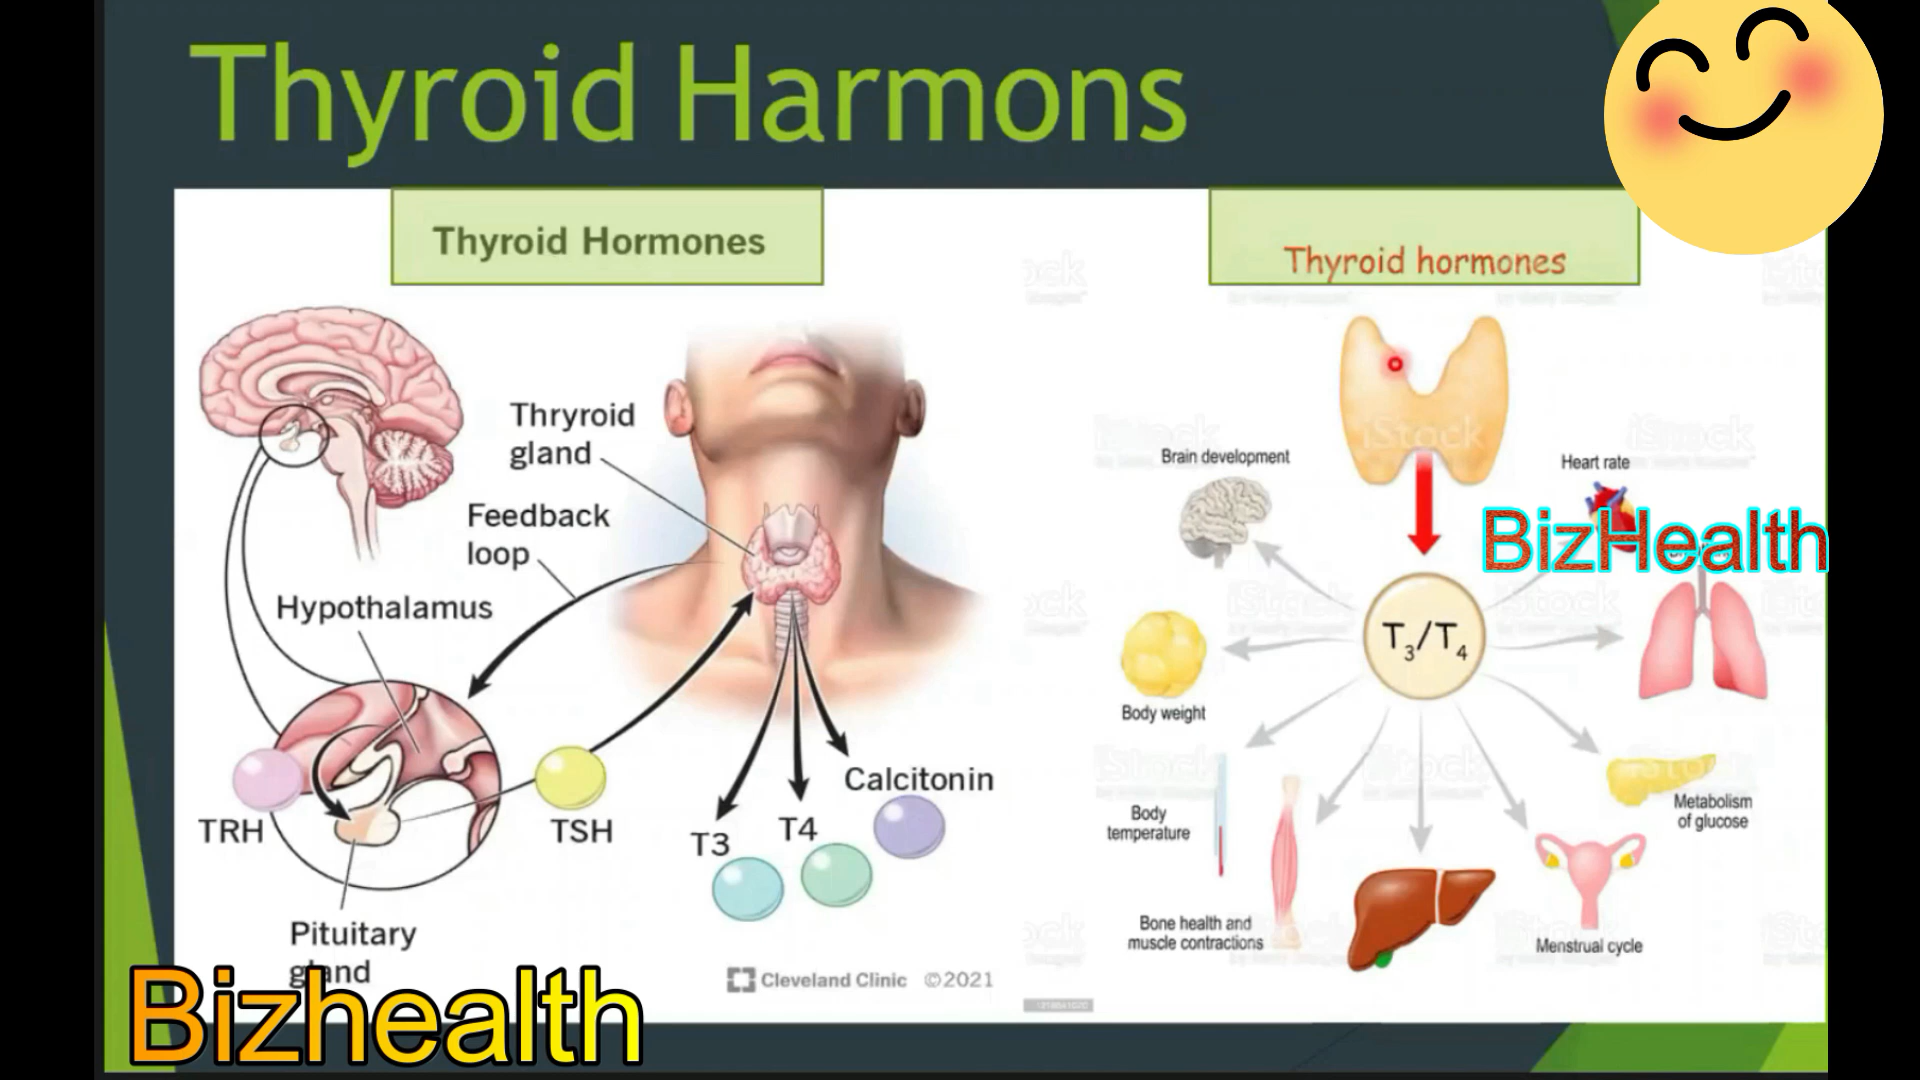 Thyroid Harmons
Thyroid Hormones
Thyroid hormones
Thryroid
gland
Feedback
loop
Hypothalamus
TRH
TSH
T3
T4
Calcitonin
Pituitary
gland
Cleveland Clinic ©2021
Bizhealth
iStock
Brain development
Heart rate
BizHealth
T3/T4
Body weight
Body
temperature
Metabolism
of glucose
Bone health and
muscle contractions
Menstrual cycle